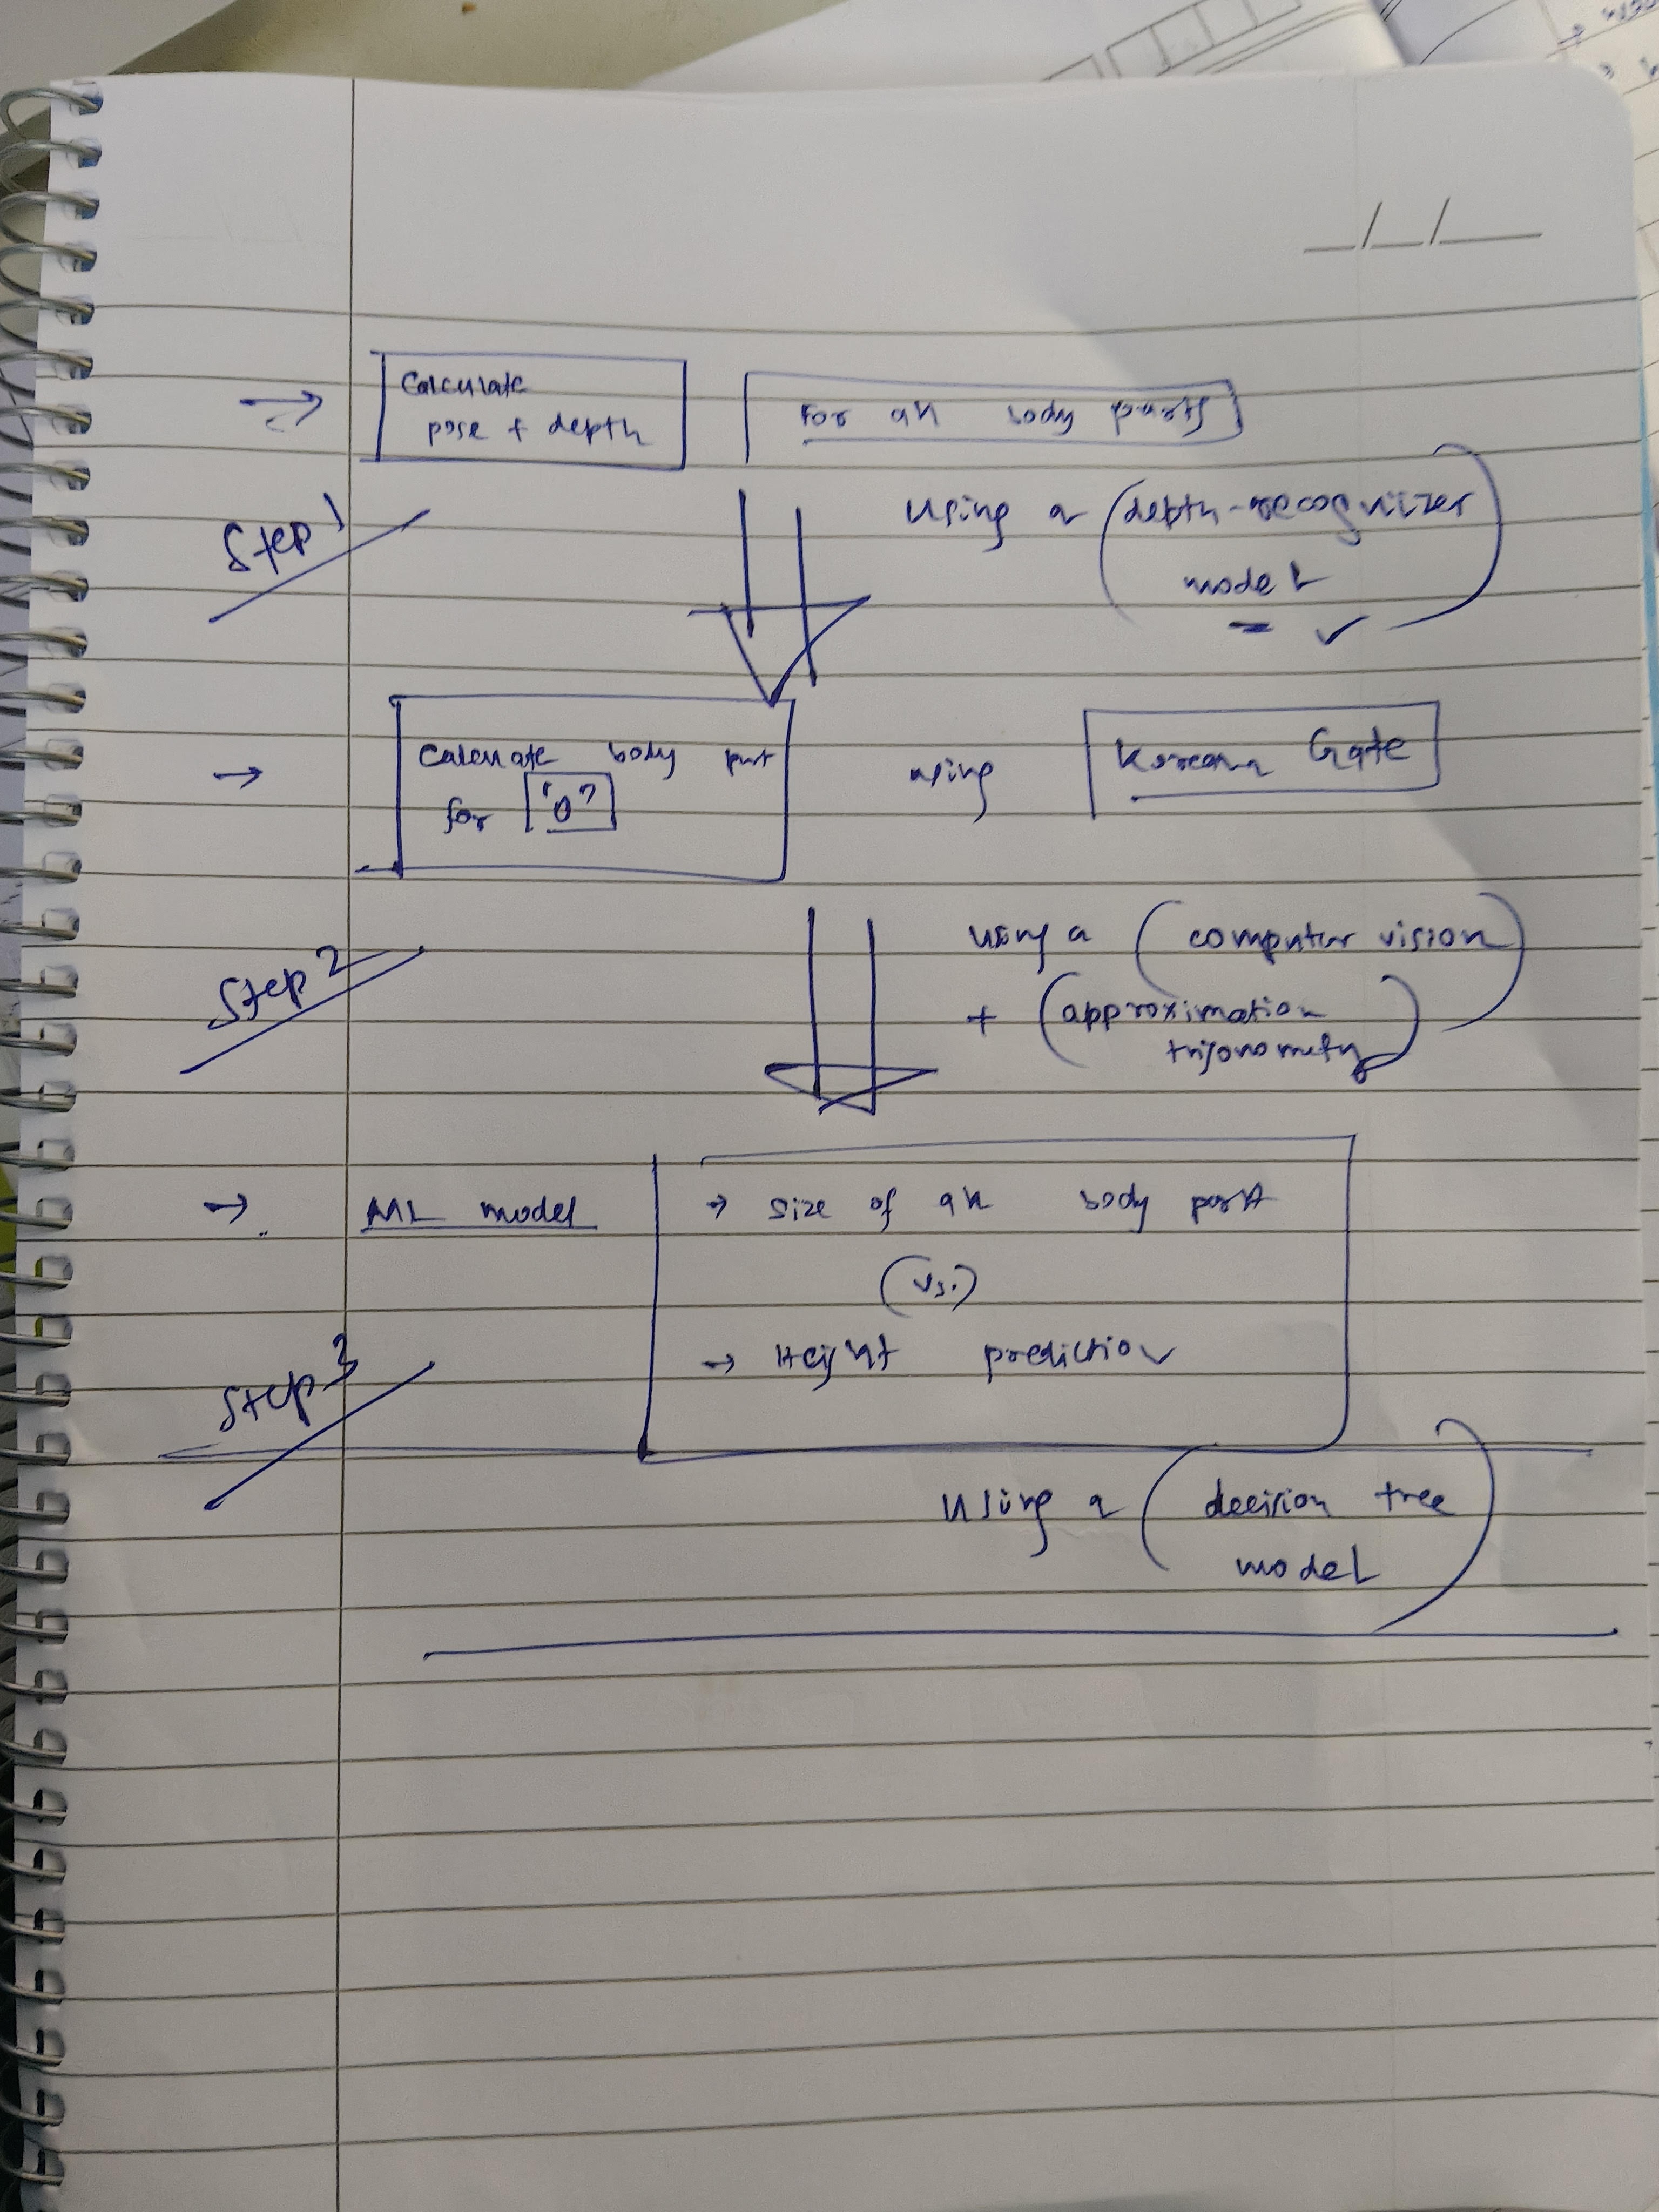 → Calculate
pose + depth
For all body parts
Step 1
using a (depth-recognizer
model)
→ Calculate body part
for "0"
using Korean Gate
Step 2
using a (computer vision)
+ (approximation
trigonometry)
→ ML model
→ size of all body part
(vs.)
→ Height prediction
Step 3
using a (decision tree
model)